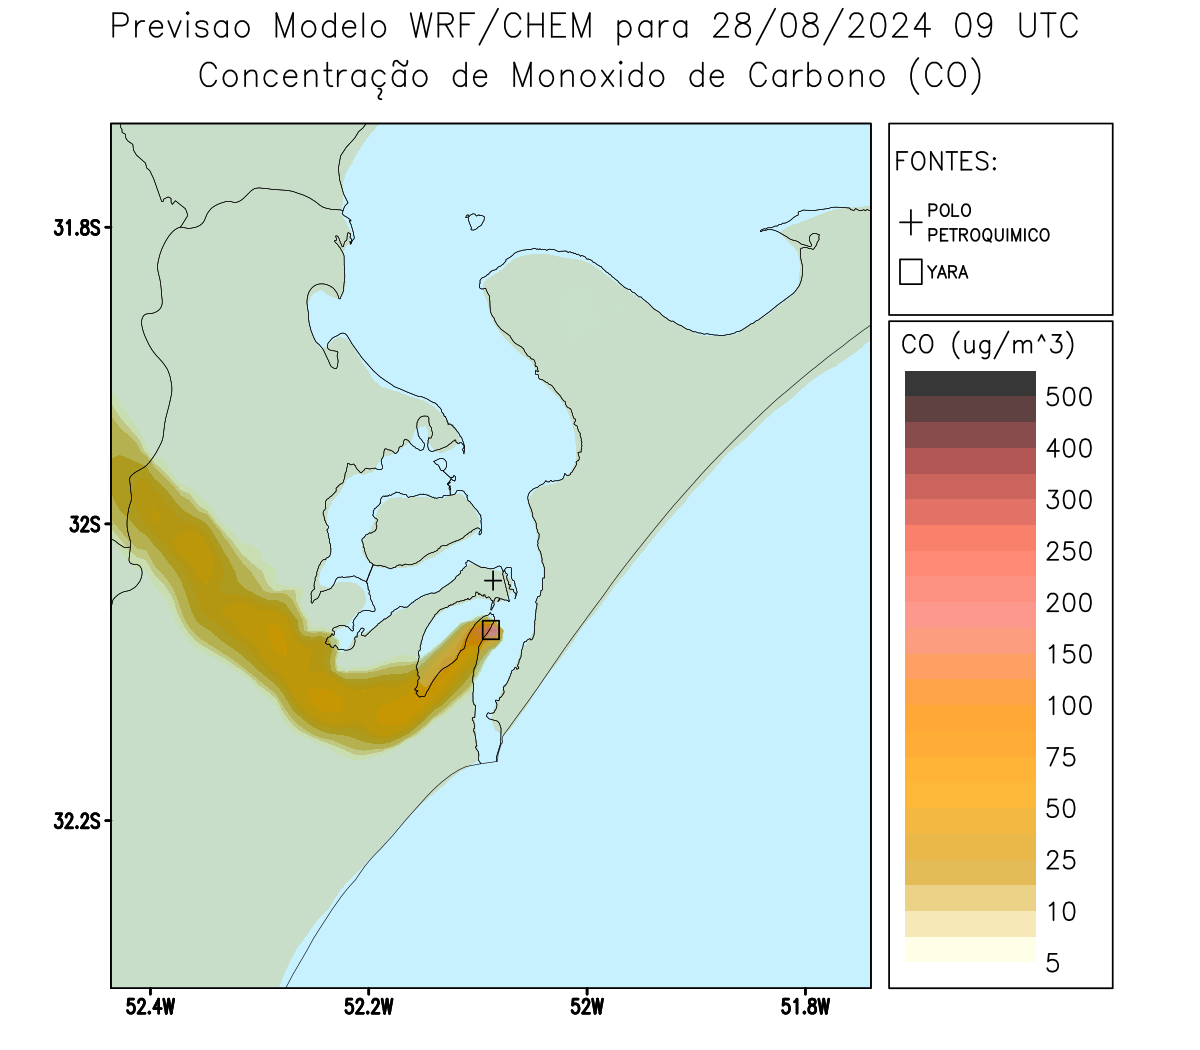 Previsao Modelo WRF/CHEM para 28/08/2024 09 UTC
Concentração de Monoxido de Carbono (CO)
FONTES:
POLO
PETROQUIMICO
YARA
31.8S
32S
32.2S
52.4W
52.2W
52W
51.8W
CO (ug/m^3)
500
400
300
250
200
150
100
75
50
25
10
5